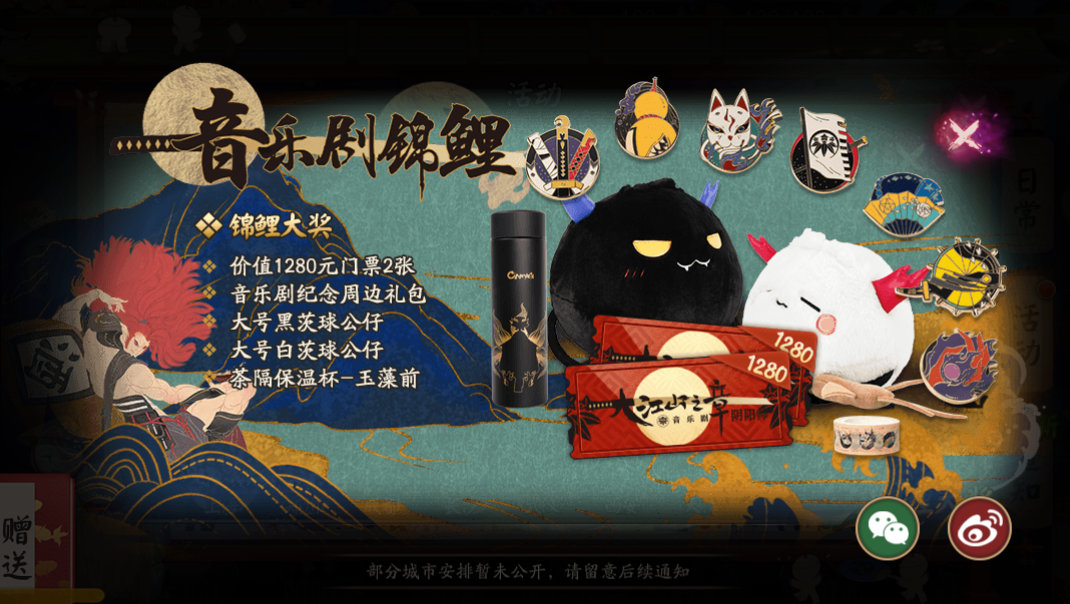 活动
音乐剧锦鲤
锦鲤大奖
价值1280元门票2张
音乐剧纪念周边礼包
大号黑茨球公仔
大号白茨球公仔
茶隔保温杯-玉藻前
1280
1280
大江山之章
音乐剧
阴阳
日常
活动
知
赠送
部分城市安排暂未公开，请留意后续通知